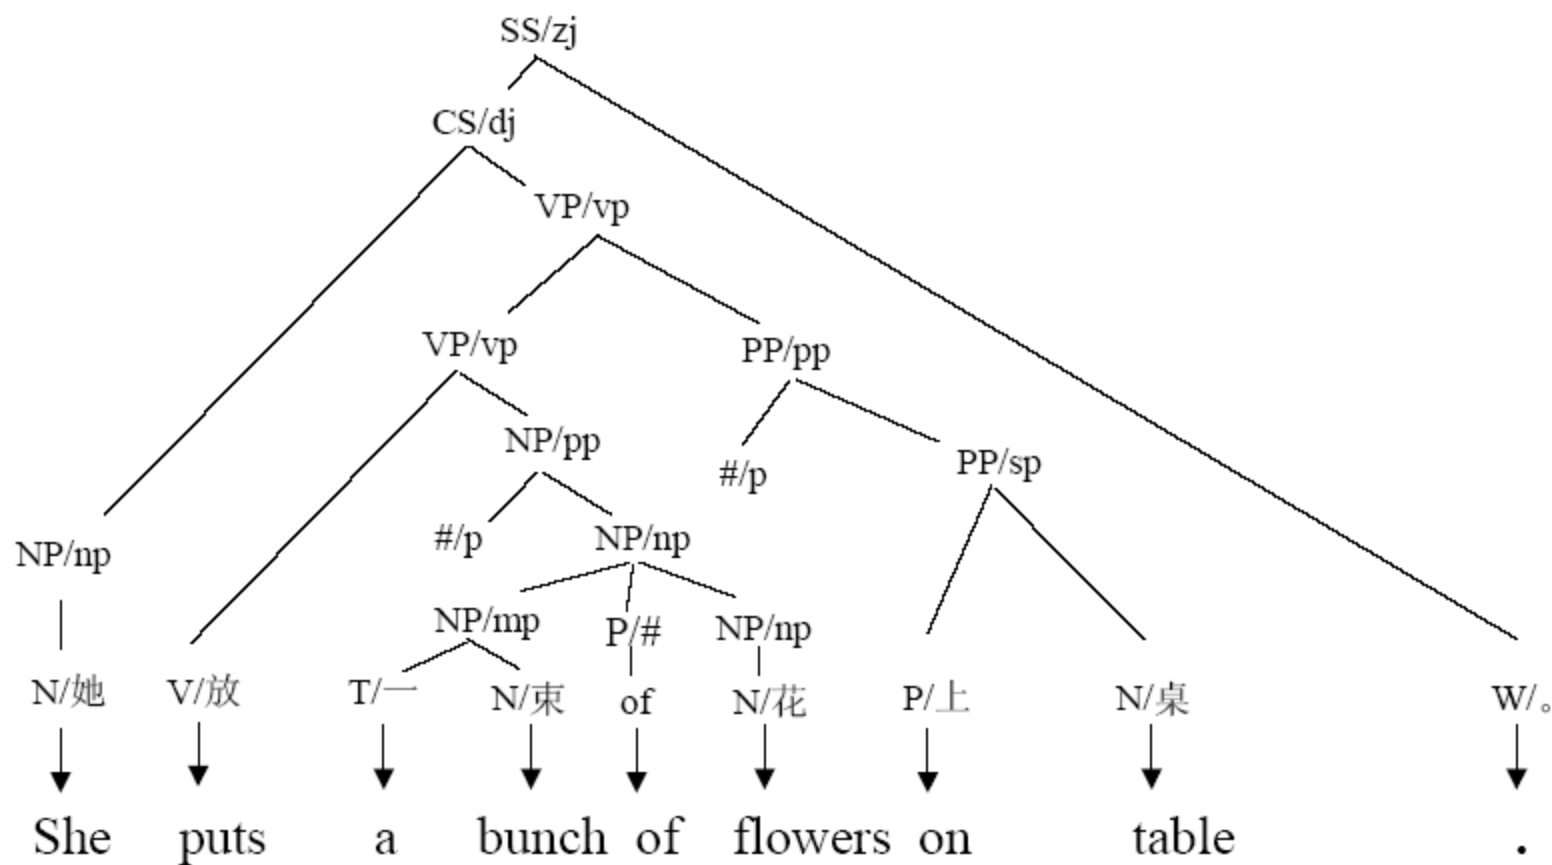 SS/zj
CS/dj
VP/vp
VP/vp PP/pp
NP/pp #/p PP/sp
NP/np #/p NP/np
NP/mp P/# NP/np
N/她 V/放 T/一 N/束 of N/花 P/上 N/桌 W/。
She puts a bunch of flowers on table .